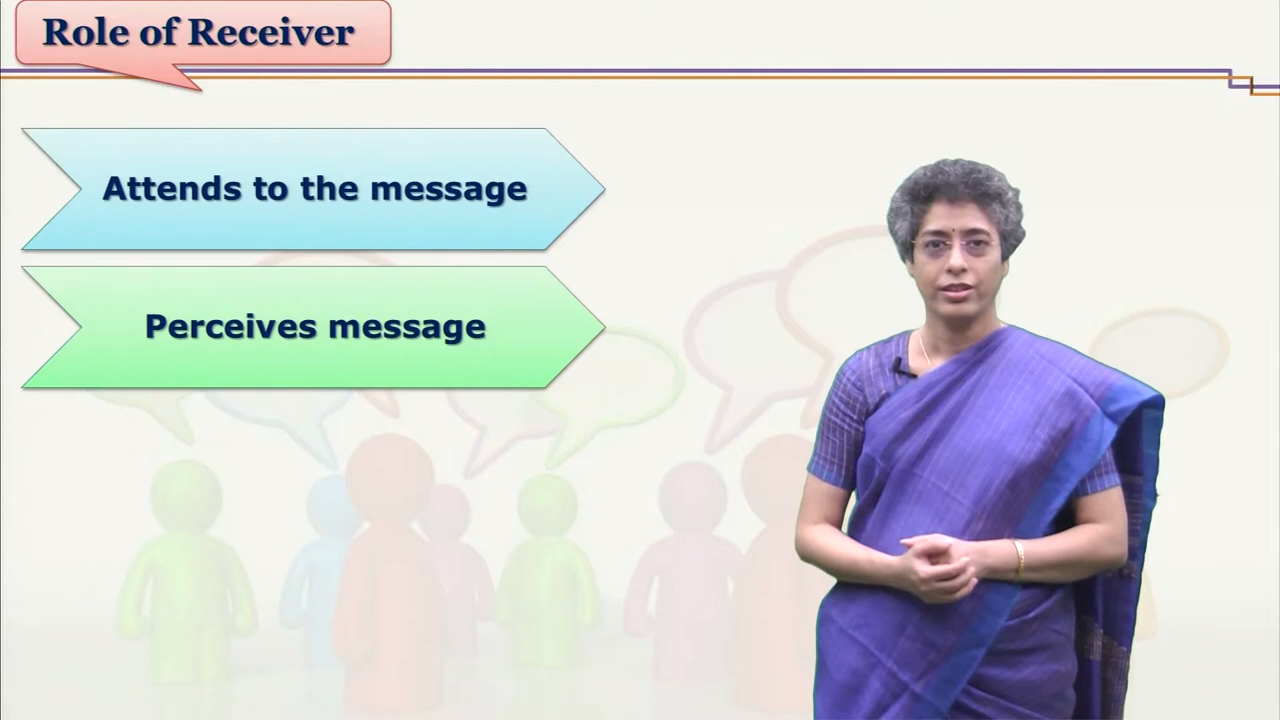 Role of Receiver
Attends to the message
Perceives message